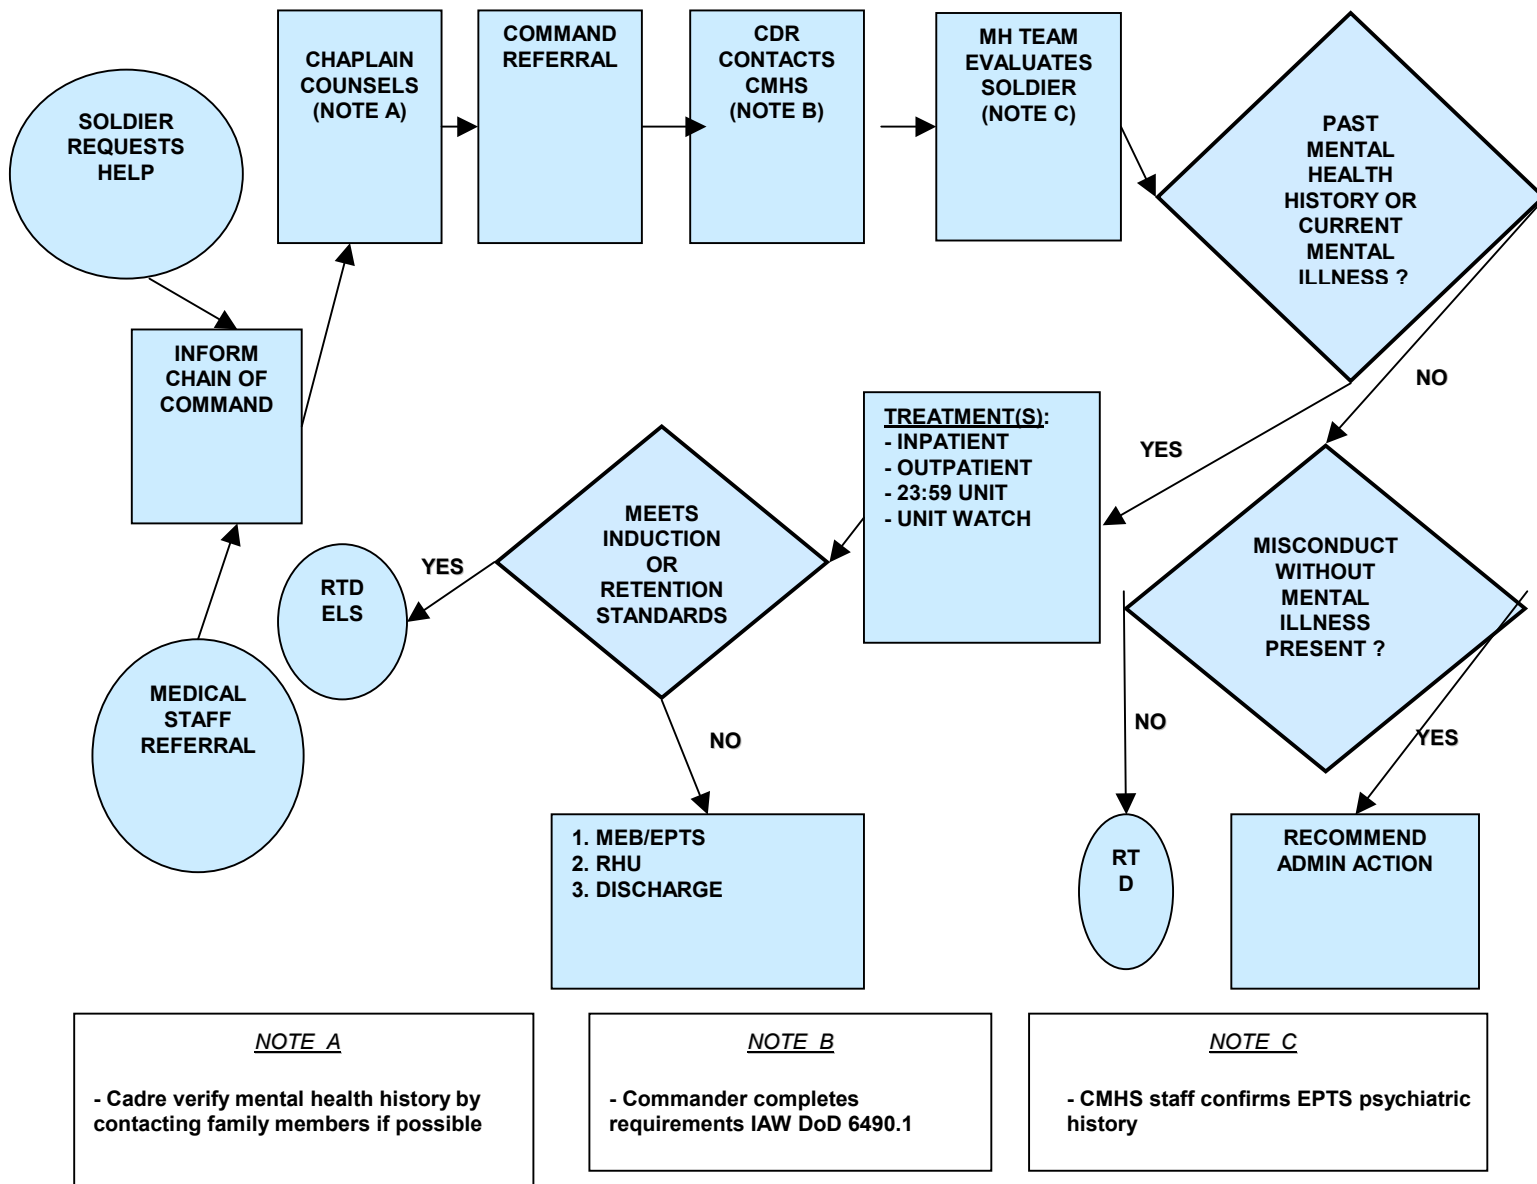 SOLDIER
REQUESTS
HELP
CHAPLAIN
COUNSELS
(NOTE A)
COMMAND
REFERRAL
CDR
CONTACTS
CMHS
(NOTE B)
MH TEAM
EVALUATES
SOLDIER
(NOTE C)
PAST
MENTAL
HEALTH
HISTORY OR
CURRENT
MENTAL
ILLNESS ?
INFORM
CHAIN OF
COMMAND
NO
YES
TREATMENT(S):
- INPATIENT
- OUTPATIENT
- 23:59 UNIT
- UNIT WATCH
MEETS
INDUCTION
OR
RETENTION
STANDARDS
YES
RTD
ELS
MISCONDUCT
WITHOUT
MENTAL
ILLNESS
PRESENT ?
MEDICAL
STAFF
REFERRAL
NO
NO
YES
1. MEB/EPTS
2. RHU
3. DISCHARGE
RT
D
RECOMMEND
ADMIN ACTION
NOTE A
- Cadre verify mental health history by
contacting family members if possible
NOTE B
- Commander completes
requirements IAW DoD 6490.1
NOTE C
- CMHS staff confirms EPTS psychiatric
history